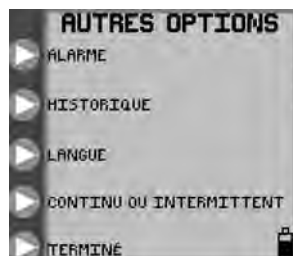 AUTRES OPTIONS
ALARME
HISTORIQUE
LANGUE
CONTINU OU INTERMITTENT
TERMINÉ